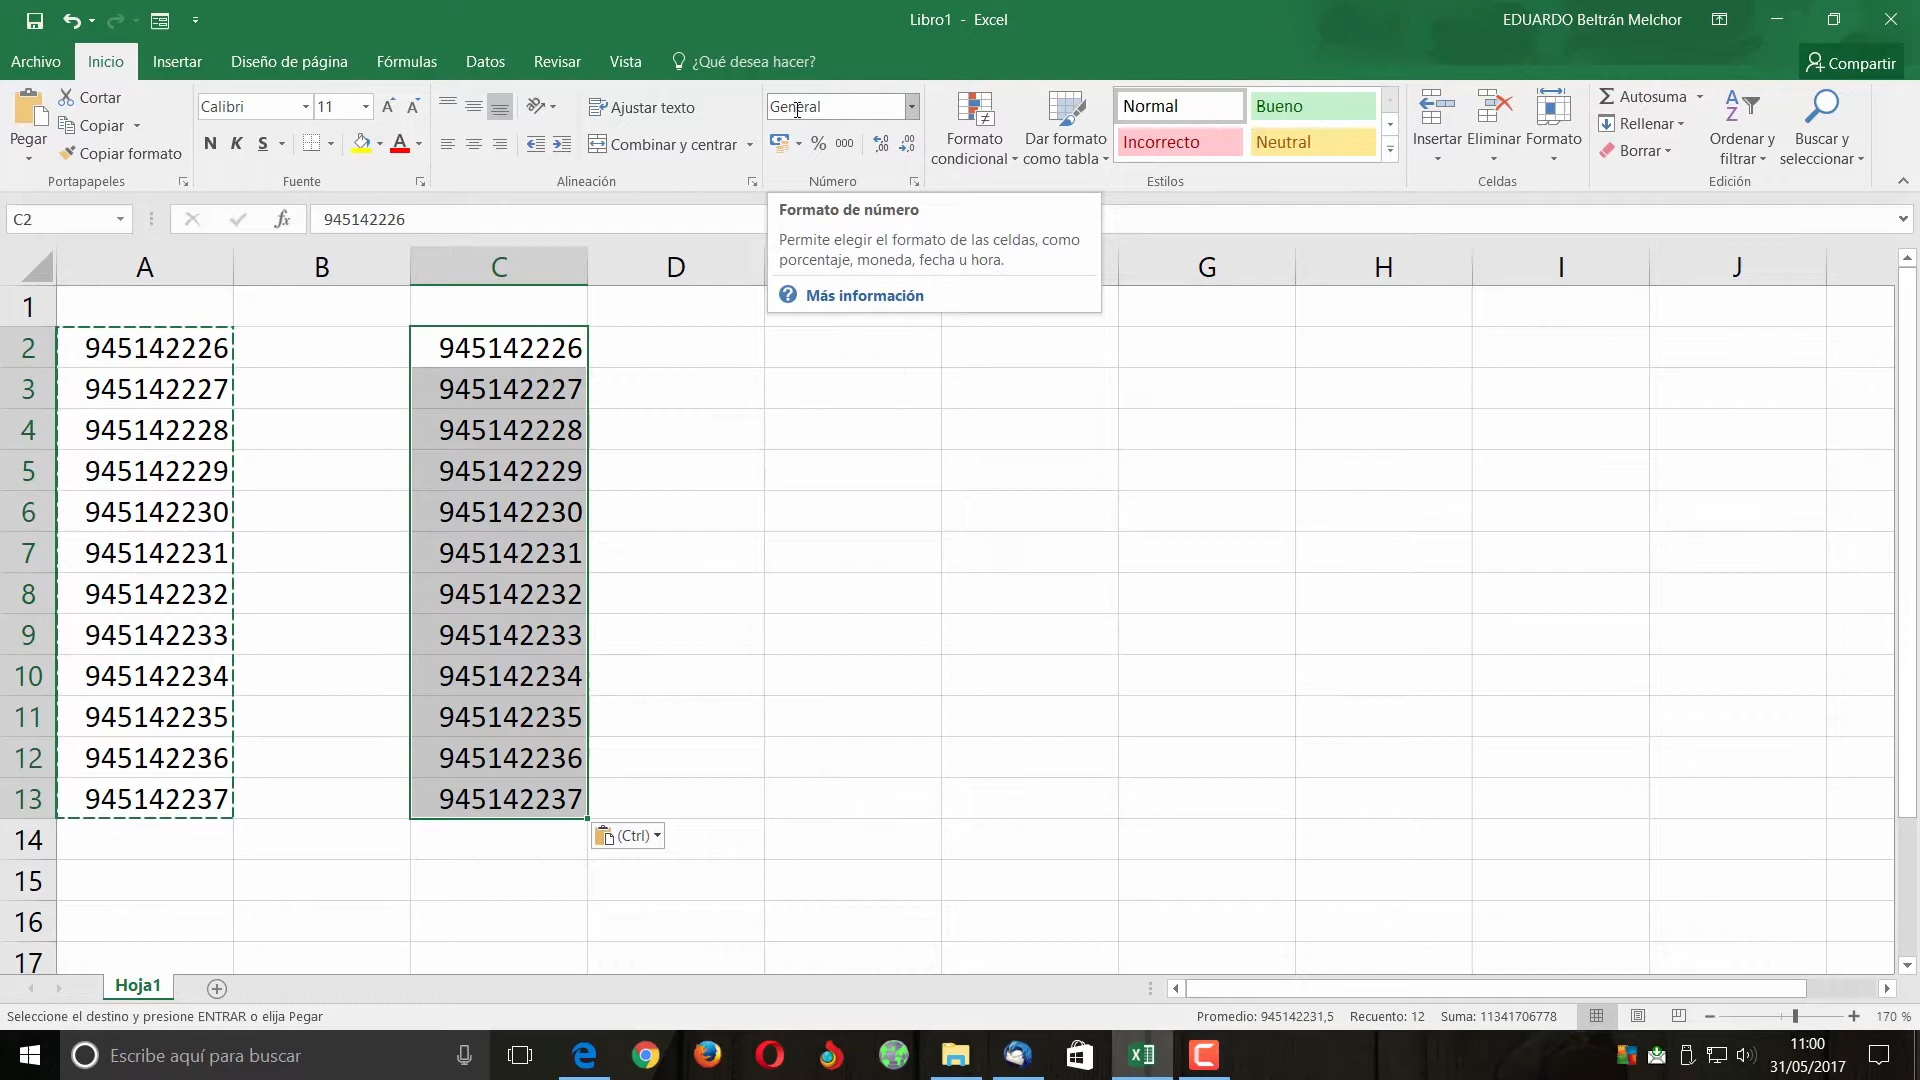 Libro1 - Excel
EDUARDO Beltrán Melchor
Archivo Inicio Insertar Diseño de página Fórmulas Datos Revisar Vista ¿Qué desea hacer? Compartir
Pegar
Cortar
Copiar
Copiar formato
Portapapeles
Calibri 11
N K S
A
Fuente
Ajustar texto
Combinar y centrar
Alineación
General
% 000
Número
Formato condicional
Dar formato como tabla
Normal Bueno
Incorrecto Neutral
Estilos
Insertar Eliminar Formato
Celdas
Autosuma
Rellenar
Borrar
Ordenar y filtrar
Buscar y seleccionar
Edición
C2 fx 945142226
Formato de número
Permite elegir el formato de las celdas, como
porcentaje, moneda, fecha u hora.
Más información
A B C D G H I J
1
2 945142226 945142226
3 945142227 945142227
4 945142228 945142228
5 945142229 945142229
6 945142230 945142230
7 945142231 945142231
8 945142232 945142232
9 945142233 945142233
10 945142234 945142234
11 945142235 945142235
12 945142236 945142236
13 945142237 945142237
(Ctrl)
14
15
16
17
Hoja1
Seleccione el destino y presione ENTRAR o elija Pegar
Promedio: 945142231,5 Recuento: 12 Suma: 11341706778 170 %
Escribe aquí para buscar
11:00
31/05/2017